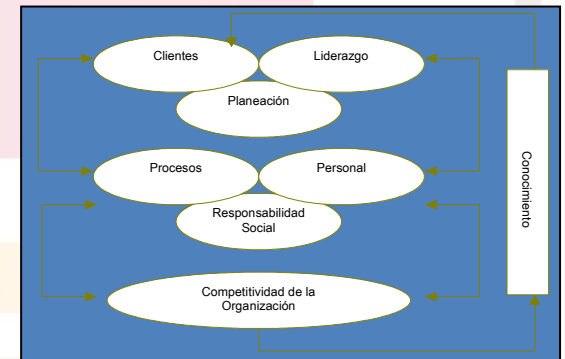 Clientes
Liderazgo
Planeación
Procesos
Personal
Responsabilidad
Social
Competitividad de la
Organización
Conocimiento